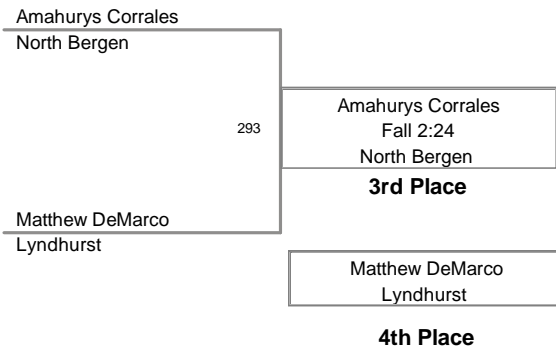 Amahurys Corrales
North Bergen
293
Amahurys Corrales
Fall 2:24
North Bergen
3rd Place
Matthew DeMarco
Lyndhurst
Matthew DeMarco
Lyndhurst
4th Place